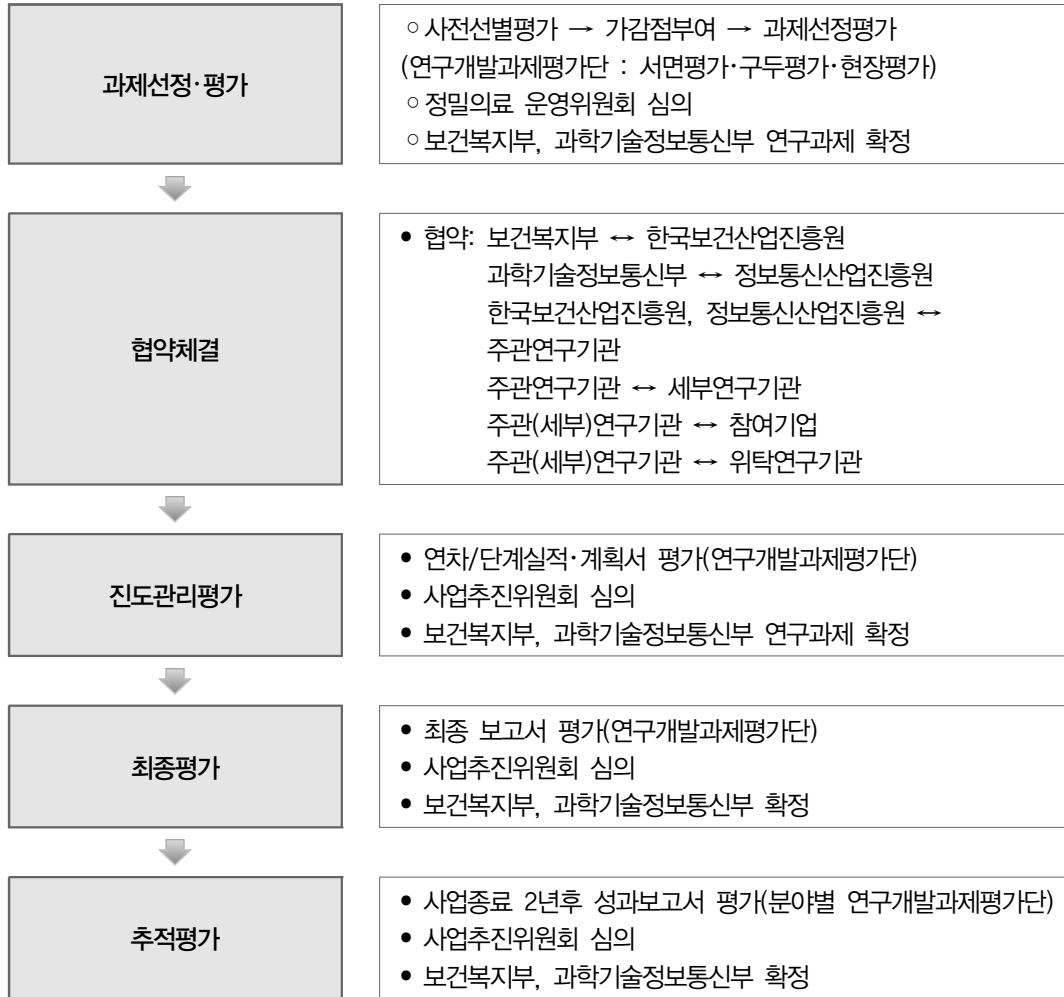 과제선정·평가
○ 사전선별평가 → 가감점부여 → 과제선정평가
(연구개발과제평가단 : 서면평가·구두평가·현장평가)
○ 정밀의료 운영위원회 심의
○ 보건복지부, 과학기술정보통신부 연구과제 확정
협약체결
• 협약: 보건복지부 ↔ 한국보건산업진흥원
과학기술정보통신부 ↔ 정보통신산업진흥원
한국보건산업진흥원, 정보통신산업진흥원 ↔
주관연구기관
주관연구기관 ↔ 세부연구기관
주관(세부)연구기관 ↔ 참여기업
주관(세부)연구기관 ↔ 위탁연구기관
진도관리평가
• 연차/단계실적·계획서 평가(연구개발과제평가단)
• 사업추진위원회 심의
• 보건복지부, 과학기술정보통신부 연구과제 확정
최종평가
• 최종 보고서 평가(연구개발과제평가단)
• 사업추진위원회 심의
• 보건복지부, 과학기술정보통신부 확정
추적평가
• 사업종료 2년후 성과보고서 평가(분야별 연구개발과제평가단)
• 사업추진위원회 심의
• 보건복지부, 과학기술정보통신부 확정